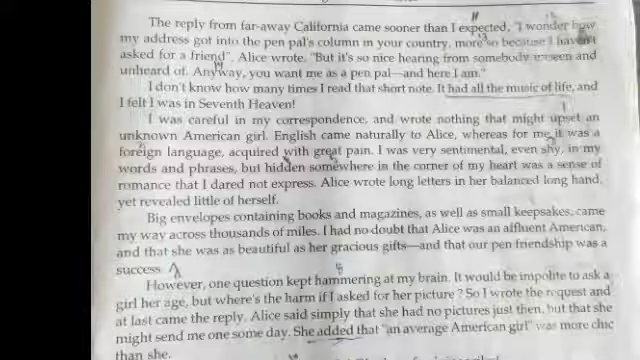 The reply from far-away California came sooner than I expected, "I wonder how
my address got into the pen pal's column in your country, more so because I haven't
asked for a friend". Alice wrote. "But it's so nice hearing from somebody unseen and
unheard of. Anyway, you want me as a pen pal—and here I am."
I don't know how many times I read that short note. It had all the music of life, and
I felt I was in Seventh Heaven!
I was careful in my correspondence, and wrote nothing that might upset an
unknown American girl. English came naturally to Alice, whereas for me it was a
foreign language, acquired with great pain. I was very sentimental, even shy, in my
words and phrases, but hidden somewhere in the corner of my heart was a sense of
romance that I dared not express. Alice wrote long letters in her balanced long hand,
yet revealed little of herself.
Big envelopes containing books and magazines, as well as small keepsakes, came
my way across thousands of miles. I had no doubt that Alice was an affluent American,
and that she was as beautiful as her gracious gifts—and that our pen friendship was a
success.
However, one question kept hammering at my brain. It would be impolite to ask a
girl her age, but where's the harm if I asked for her picture ? So I wrote the request and
at last came the reply. Alice said simply that she had no pictures just then, but that she
might send me one some day. She added that "an average American girl" was more chic
than she.